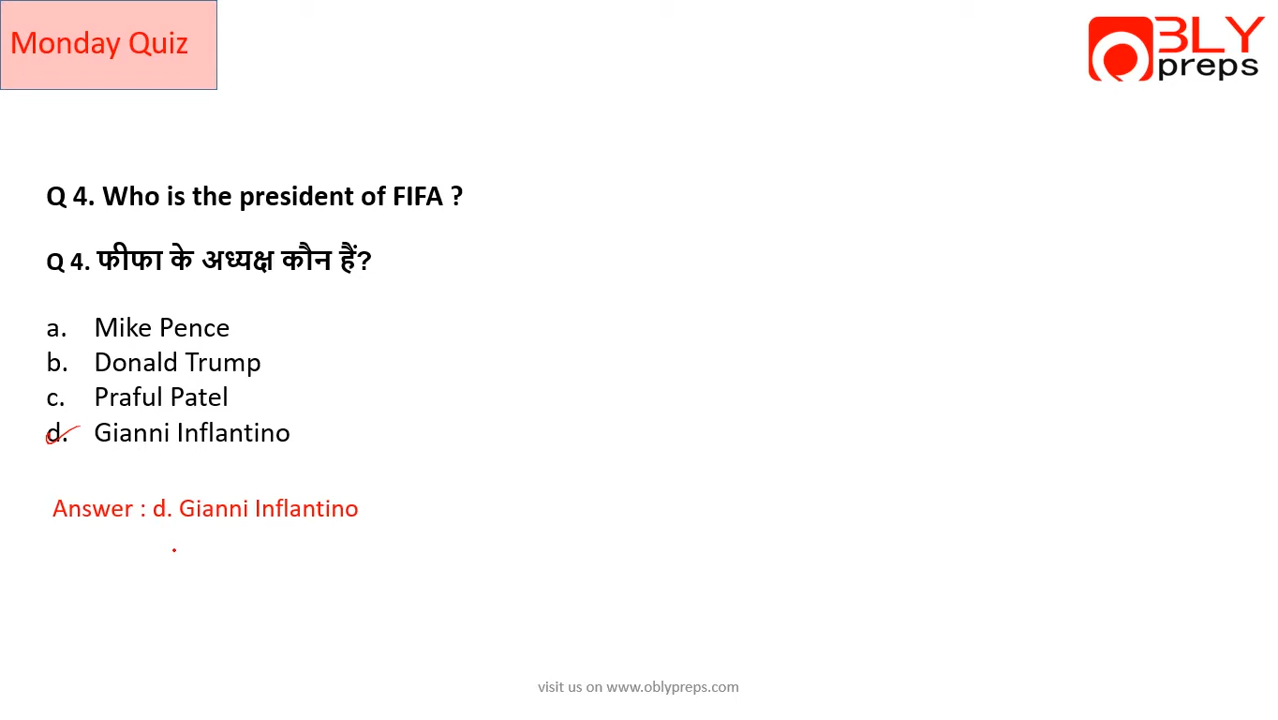 Monday Quiz
BLY
preps
Q 4. Who is the president of FIFA ?
Q 4. फीफा के अध्यक्ष कौन हैं?
a. Mike Pence
b. Donald Trump
c. Praful Patel
d. Gianni Inflantino
Answer : d. Gianni Inflantino
visit us on www.oblypreps.com